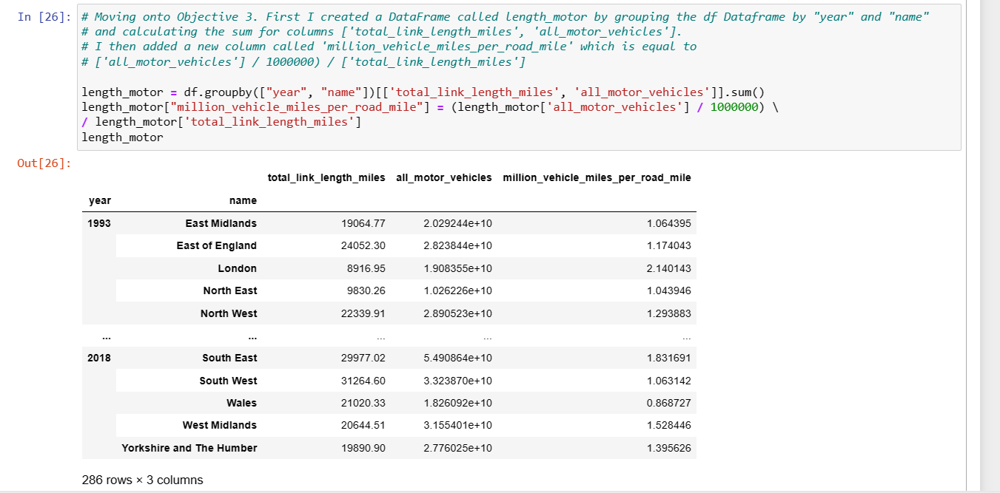 In [26]: # Moving onto Objective 3. First I created a DataFrame called length_motor by grouping the df Dataframe by "year" and "name"
# and calculating the sum for columns ['total_link_length_miles', 'all_motor_vehicles'].
# I then added a new column called 'million_vehicle_miles_per_road_mile' which is equal to
# ['all_motor_vehicles'] / 1000000) / ['total_link_length_miles']
length_motor = df.groupby(["year", "name"])[['total_link_length_miles', 'all_motor_vehicles']].sum()
length_motor["million_vehicle_miles_per_road_mile"] = (length_motor['all_motor_vehicles'] / 1000000) \
/ length_motor['total_link_length_miles']
length_motor
Out[26]:
total_link_length_miles all_motor_vehicles million_vehicle_miles_per_road_mile
year name
1993 East Midlands 19064.77 2.029244e+10 1.064395
East of England 24052.30 2.823844e+10 1.174043
London 8916.95 1.908355e+10 2.140143
North East 9830.26 1.026226e+10 1.043946
North West 22339.91 2.890523e+10 1.293883
... ... ... ... ...
2018 South East 29977.02 5.490864e+10 1.831691
South West 31264.60 3.323870e+10 1.063142
Wales 21020.33 1.826092e+10 0.868727
West Midlands 20644.51 3.155401e+10 1.528446
Yorkshire and The Humber 19890.90 2.776025e+10 1.395626
286 rows × 3 columns